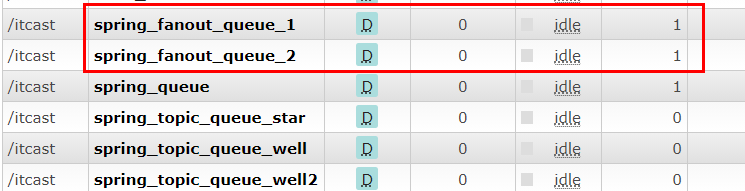 /itcast spring_fanout_queue_1 D 0 idle 1
/itcast spring_fanout_queue_2 D 0 idle 1
/itcast spring_queue D 0 idle 1
/itcast spring_topic_queue_star D 0 idle 0
/itcast spring_topic_queue_well D 0 idle 0
/itcast spring_topic_queue_well2 D 0 idle 0